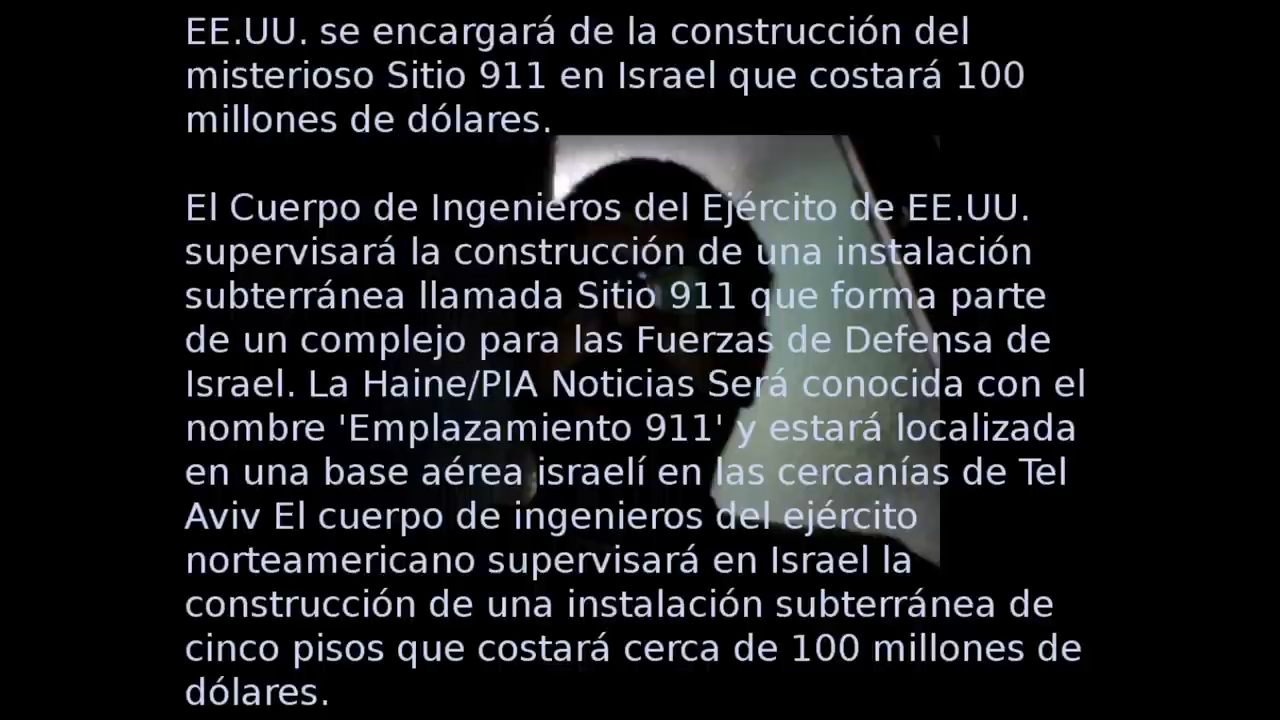 EE.UU. se encargará de la construcción del
misterioso Sitio 911 en Israel que costará 100
millones de dólares.
El Cuerpo de Ingenieros del Ejército de EE.UU.
supervisará la construcción de una instalación
subterránea llamada Sitio 911 que forma parte
de un complejo para las Fuerzas de Defensa de
Israel. La Haine/PIA Noticias Será conocida con el
nombre 'Emplazamiento 911' y estará localizada
en una base aérea israelí en las cercanías de Tel
Aviv El cuerpo de ingenieros del ejército
norteamericano supervisará en Israel la
construcción de una instalación subterránea de
cinco pisos que costará cerca de 100 millones de
dólares.